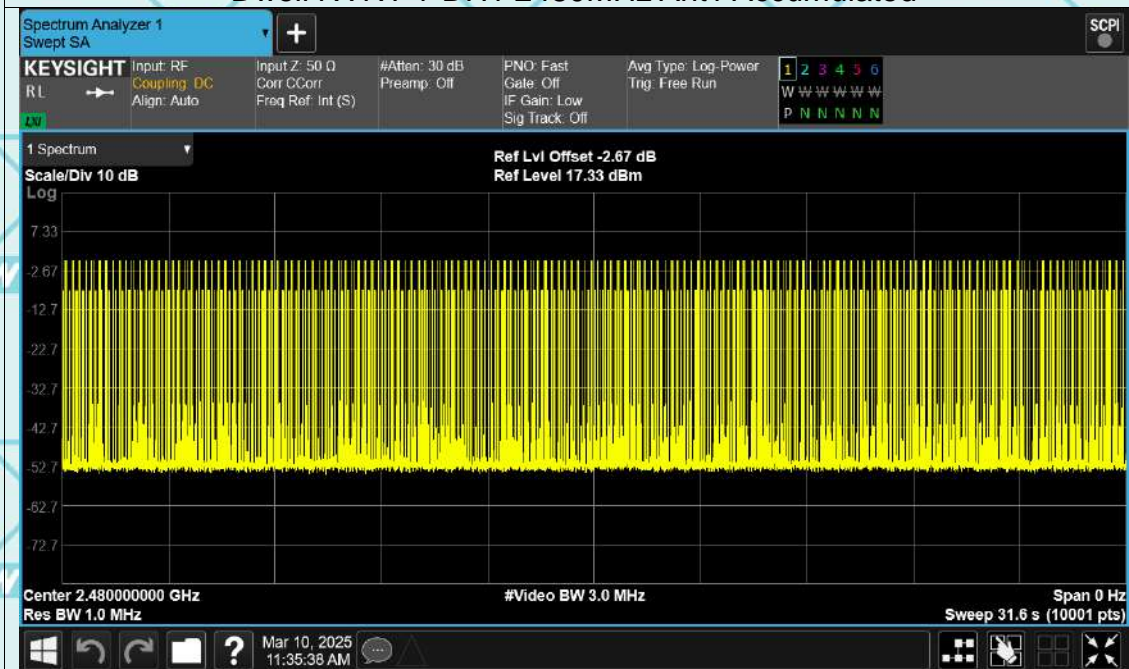 Spectrum Analyzer 1
Swept SA
+
SCPI
KEYSIGHT
RL
LXI
Input: RF
Coupling: DC
Align: Auto
Input Z: 50 Ω
Corr CCorr
Freq Ref: Int (S)
#Atten: 30 dB
Preamp: Off
PNO: Fast
Gate: Off
IF Gain: Low
Sig Track: Off
Avg Type: Log-Power
Trig: Free Run
1 2 3 4 5 6
W W W W W W
P N N N N N
1 Spectrum
Scale/Div 10 dB
Ref Lvl Offset -2.67 dB
Ref Level 17.33 dBm
Log
7.33
-2.67
-12.7
-22.7
-32.7
-42.7
-52.7
-62.7
-72.7
Center 2.480000000 GHz
#Video BW 3.0 MHz
Span 0 Hz
Res BW 1.0 MHz
Sweep 31.6 s (10001 pts)
?
Mar 10, 2025
11:35:38 AM